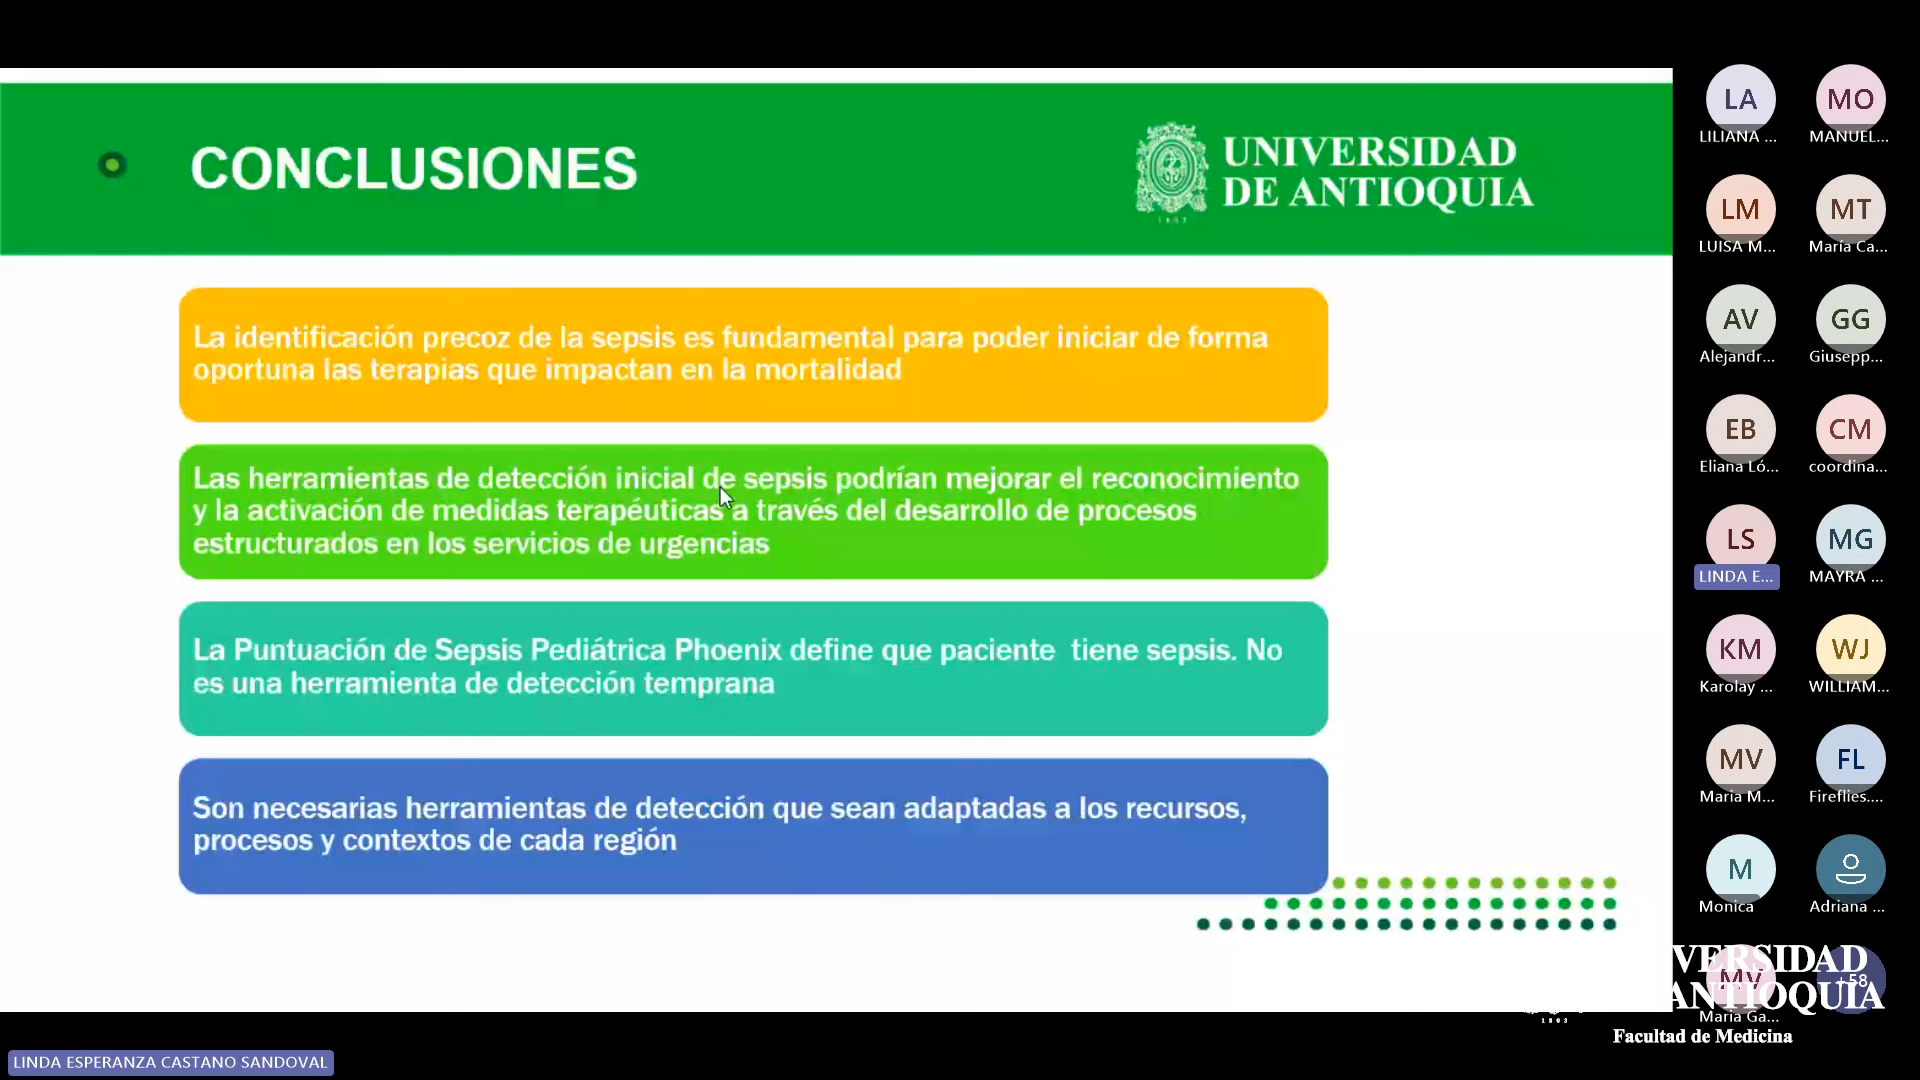 CONCLUSIONES
UNIVERSIDAD
DE ANTIOQUIA
1803
La identificación precoz de la sepsis es fundamental para poder iniciar de forma
oportuna las terapias que impactan en la mortalidad
Las herramientas de detección inicial de sepsis podrían mejorar el reconocimiento
y la activación de medidas terapéuticas a través del desarrollo de procesos
estructurados en los servicios de urgencias
La Puntuación de Sepsis Pediátrica Phoenix define que paciente  tiene sepsis. No
es una herramienta de detección temprana
Son necesarias herramientas de detección que sean adaptadas a los recursos,
procesos y contextos de cada región
LA
LILIANA ...
MO
MANUEL...
LM
LUISA M...
MT
María Ca...
AV
Alejandr...
GG
Giusepp...
EB
Eliana Ló...
CM
coordina...
LS
LINDA E...
MG
MAYRA ...
KM
Karolay ...
WJ
WILLIAM...
MV
Maria M...
FL
Fireflies....
M
Monica
Adriana ...
MV
Maria Ga...
+58
VERSIDAD
ANTIOQUIA
1803
Facultad de Medicina
LINDA ESPERANZA CASTANO SANDOVAL